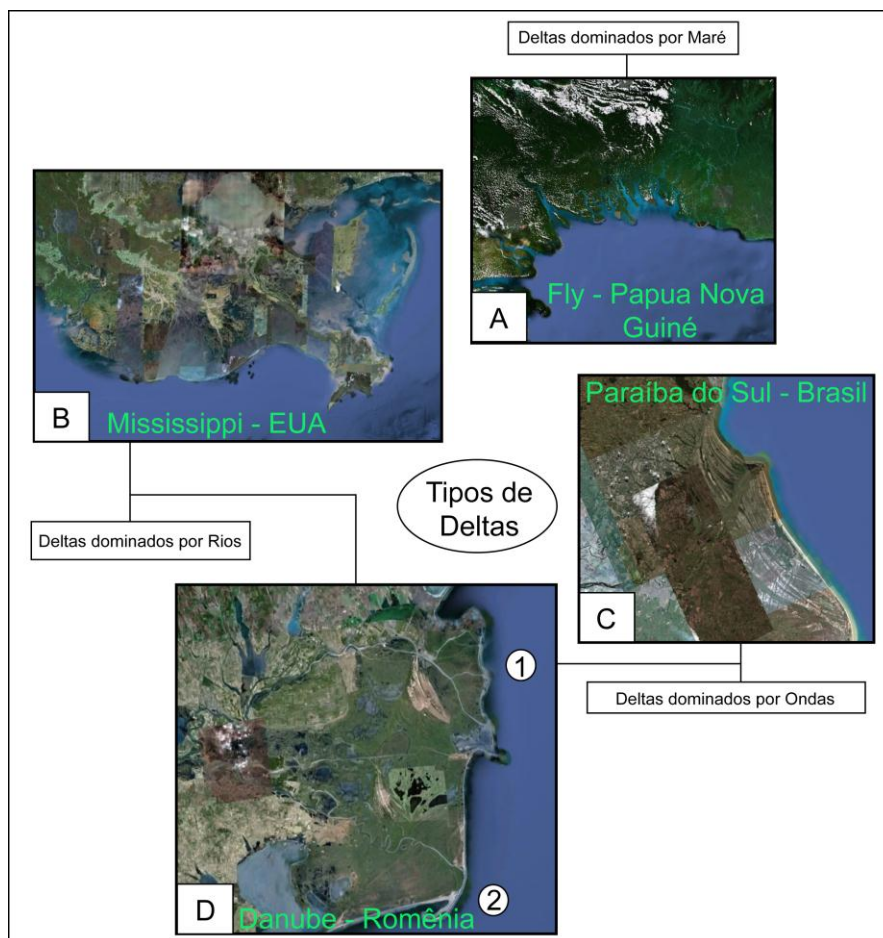 Deltas dominados por Maré
A
Fly - Papua Nova
Guiné
B
Mississippi - EUA
Paraíba do Sul - Brasil
C
Tipos de
Deltas
Deltas dominados por Rios
Deltas dominados por Ondas
1
2
D
Danube - Romênia